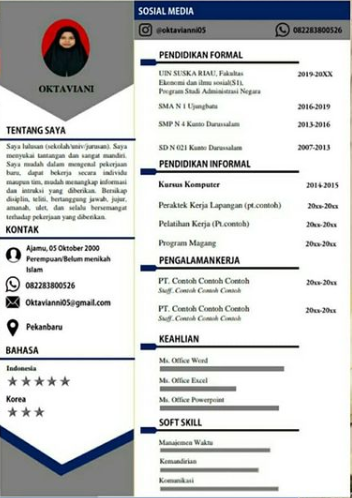 OKTAVIANI
TENTANG SAYA
Saya lulusan (sekolah/univ/jurusan). Saya
menyukai tantangan dan sangat mandiri.
Saya mudah dalam mengenal pekerjaan
baru, dapat bekerja secara individu
maupun tim, mudah menangkap informasi
dan intruksi yang diberikan. Bersikap
disiplin, teliti, bertanggung jawab, jujur,
amanah, ulet, dan selalu bersemangat
terhadap pekerjaan yang diberikan.
KONTAK
Ajamu, 05 Oktober 2000
Perempuan/Belum menikah
Islam
082283800526
Oktavianni05@gmail.com
Pekanbaru
BAHASA
Indonesia
Korea
SOSIAL MEDIA
@oktavianni05 082283800526
PENDIDIKAN FORMAL
UIN SUSKA RIAU, Fakultas 2019-20XX
Ekonomi dan ilmu sosial(S1),
Program Studi Administrasi Negara
SMA N 1 Ujungbatu 2016-2019
SMP N 4 Kunto Darussalam 2013-2016
SD N 021 Kunto Darussalam 2007-2013
PENDIDIKAN INFORMAL
Kursus Komputer 2014-2015
Peraktek Kerja Lapangan (pt.contoh) 20xx-20xx
Pelatihan Kerja (Pt.contoh) 20xx-20xx
Program Magang 20xx-20xx
PENGALAMANKERJA
PT. Contoh Contoh Contoh 20xx-20xx
Staff, Contoh Contoh Contoh
PT. Contoh Contoh Contoh 20xx-20xx
Staff, Contoh Contoh Contoh
KEAHLIAN
Ms. Office Word
Ms. Office Excel
Ms. Office Powerpoint
SOFT SKILL
Manajemen Waktu
Kemandirian
Komunikasi